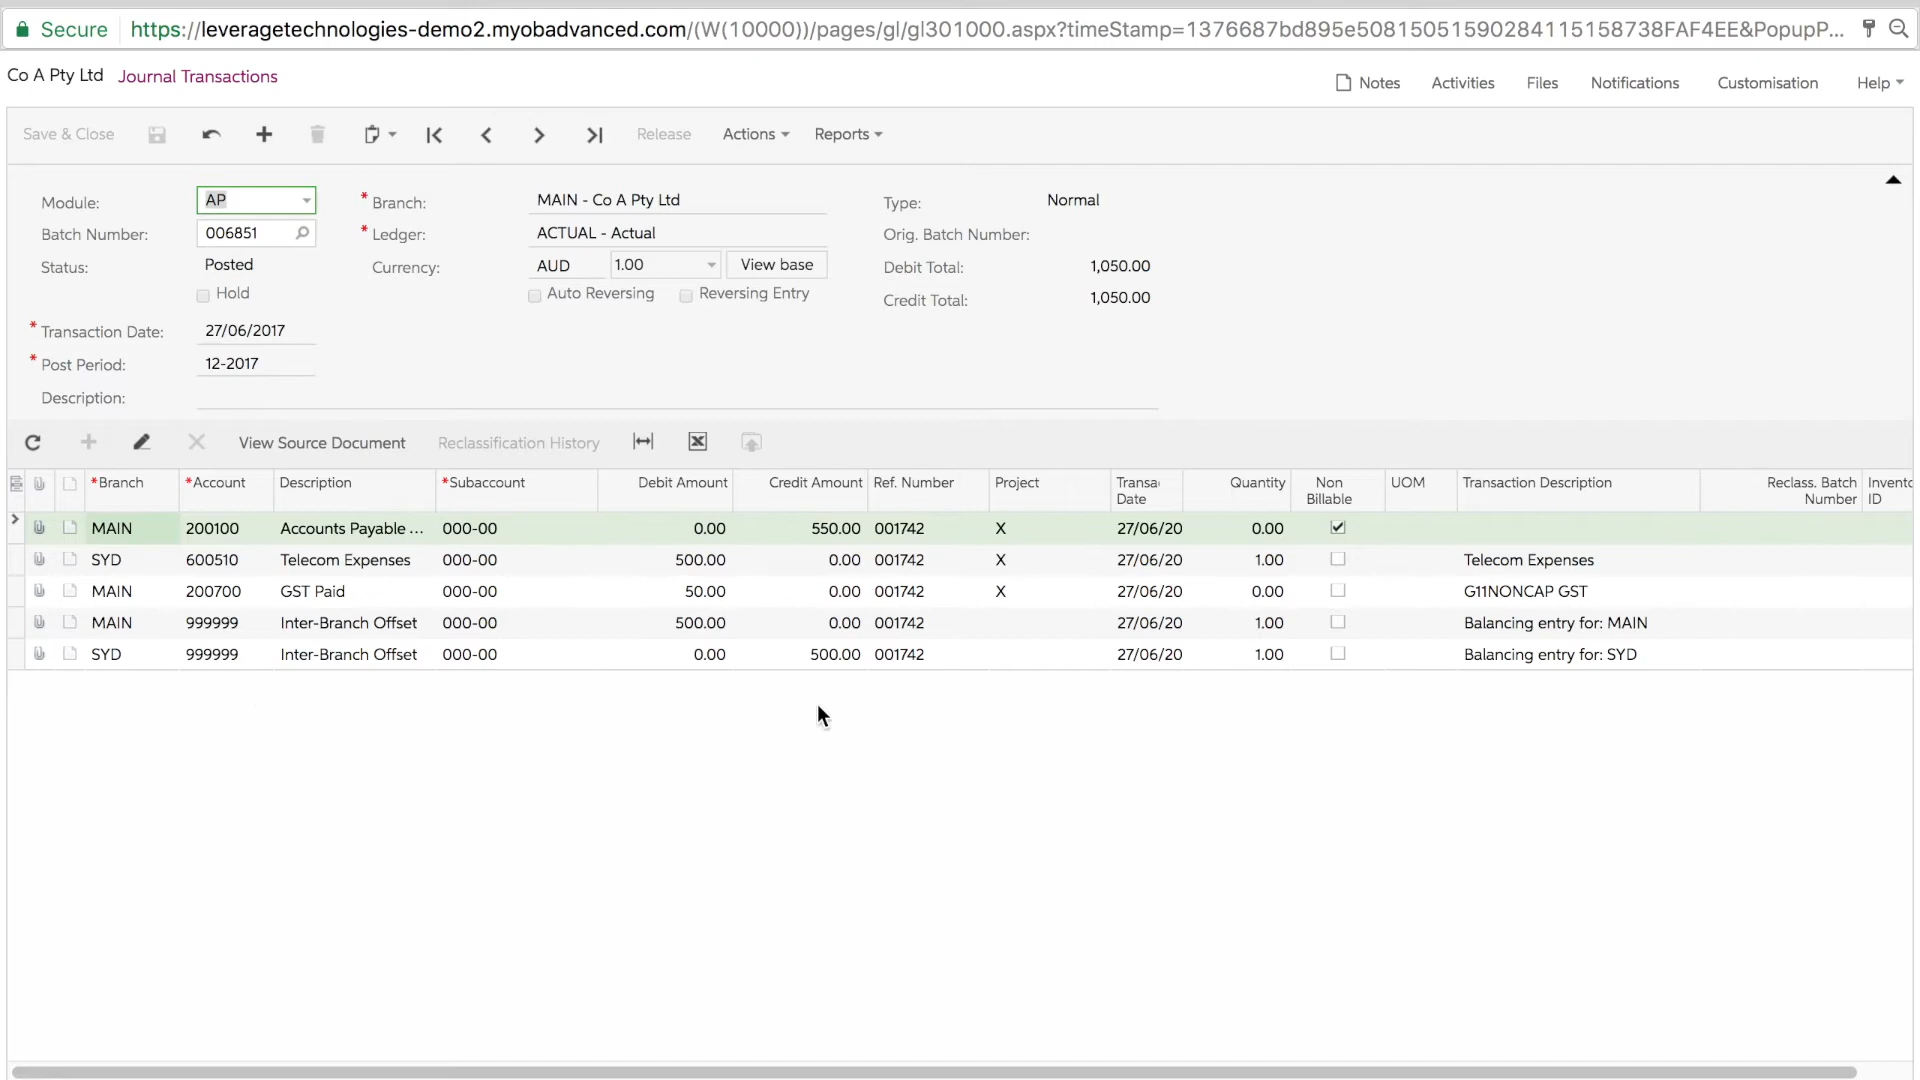 Secure https://leveragetechnologies-demo2.myobadvanced.com/(W(10000))/pages/gl/gl301000.aspx?timeStamp=1376687bd895e50815051590284115158738FAF4EE&PopupP...
Co A Pty Ltd Journal Transactions
Notes Activities Files Notifications Customisation Help
Save & Close Release Actions Reports
Module: AP * Branch: MAIN - Co A Pty Ltd Type: Normal
Batch Number: 006851 * Ledger: ACTUAL - Actual Orig. Batch Number:
Status: Posted Currency: AUD 1.00 View base Debit Total: 1,050.00
Hold Auto Reversing Reversing Entry Credit Total: 1,050.00
* Transaction Date: 27/06/2017
* Post Period: 12-2017
Description:
View Source Document Reclassification History
*Branch *Account Description *Subaccount Debit Amount Credit Amount Ref. Number Project Transa Date Quantity Non Billable UOM Transaction Description Reclass. Batch Number Invento ID
MAIN 200100 Accounts Payable ... 000-00 0.00 550.00 001742 X 27/06/20 0.00
SYD 600510 Telecom Expenses 000-00 500.00 0.00 001742 X 27/06/20 1.00 Telecom Expenses
MAIN 200700 GST Paid 000-00 50.00 0.00 001742 X 27/06/20 0.00 G11NONCAP GST
MAIN 999999 Inter-Branch Offset 000-00 500.00 0.00 001742 27/06/20 1.00 Balancing entry for: MAIN
SYD 999999 Inter-Branch Offset 000-00 0.00 500.00 001742 27/06/20 1.00 Balancing entry for: SYD